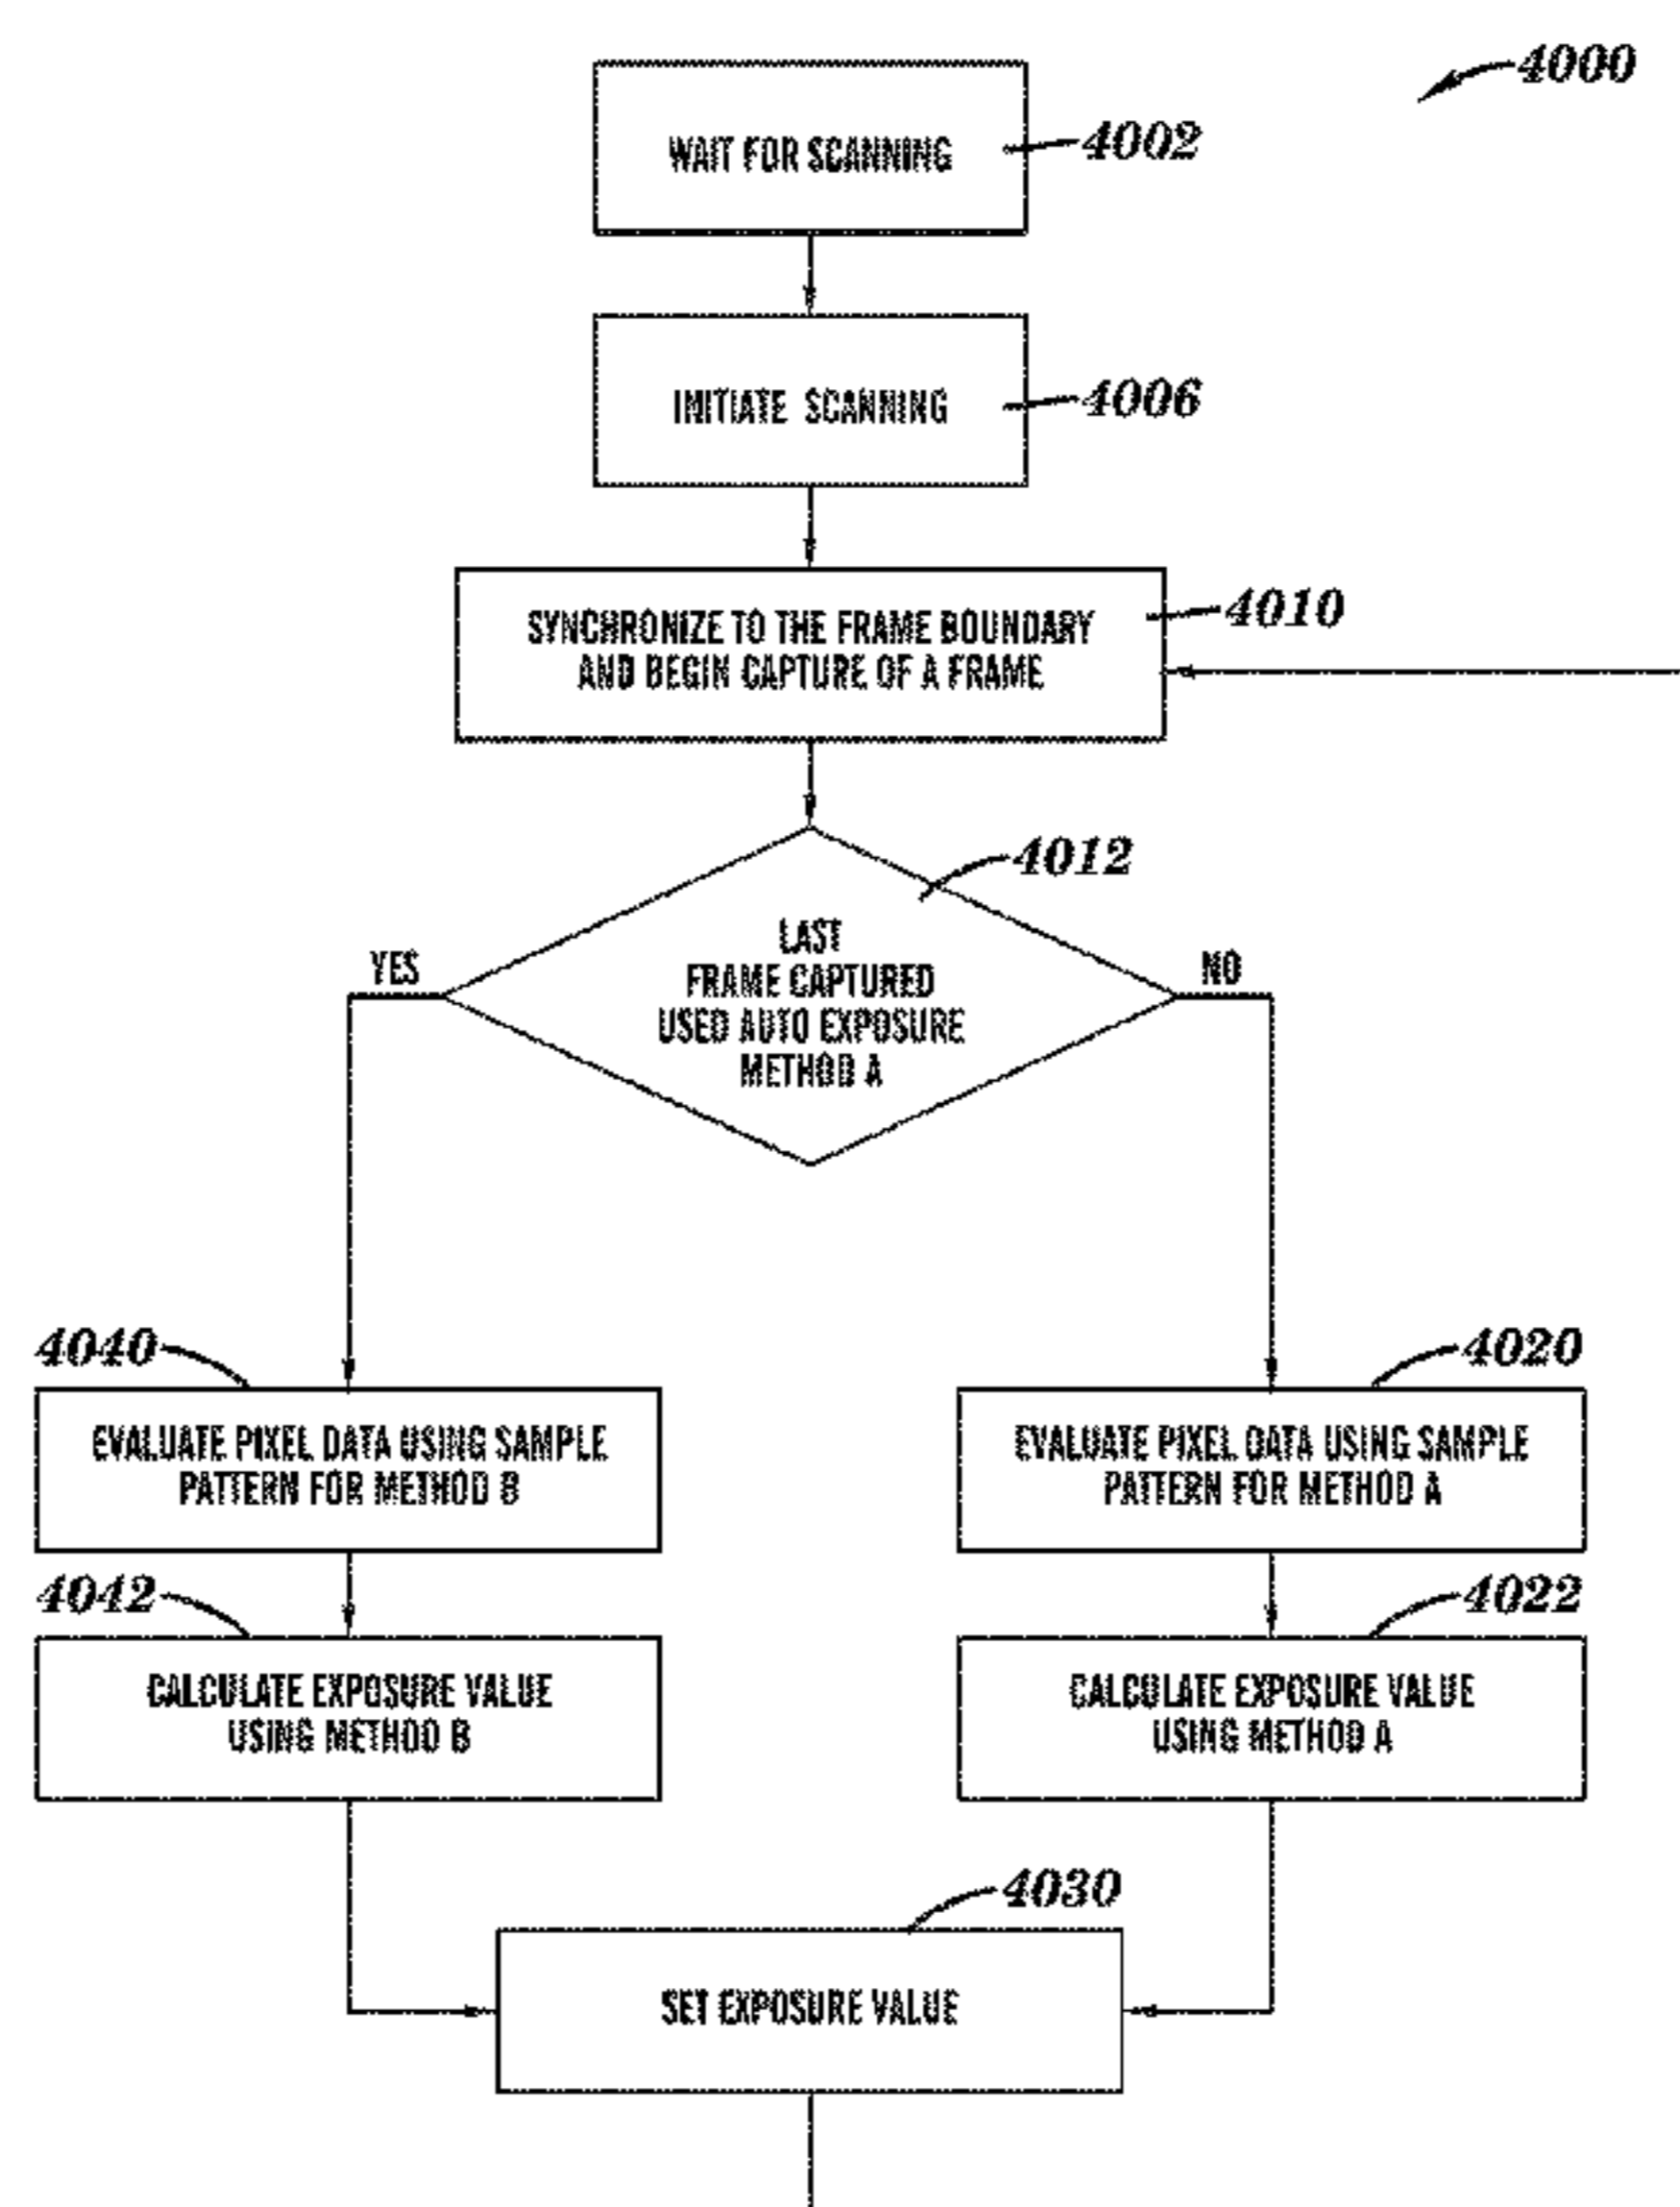 4000
WAIT FOR SCANNING
4002
INITIATE SCANNING
4006
SYNCHRONIZE TO THE FRAME BOUNDARY
AND BEGIN CAPTURE OF A FRAME
4010
4012
LAST
FRAME CAPTURED
USED AUTO EXPOSURE
METHOD A
YES
NO
4040
EVALUATE PIXEL DATA USING SAMPLE
PATTERN FOR METHOD B
4020
EVALUATE PIXEL DATA USING SAMPLE
PATTERN FOR METHOD A
4042
CALCULATE EXPOSURE VALUE
USING METHOD B
4022
CALCULATE EXPOSURE VALUE
USING METHOD A
4030
SET EXPOSURE VALUE